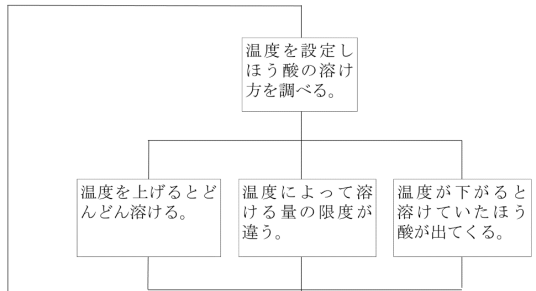 温度を設定し
ほう酸の溶け
方を調べる。
温度を上げるとど
んどん溶ける。
温度によって溶
ける量の限度が
違う。
温度が下がると
溶けていたほう
酸が出てくる。